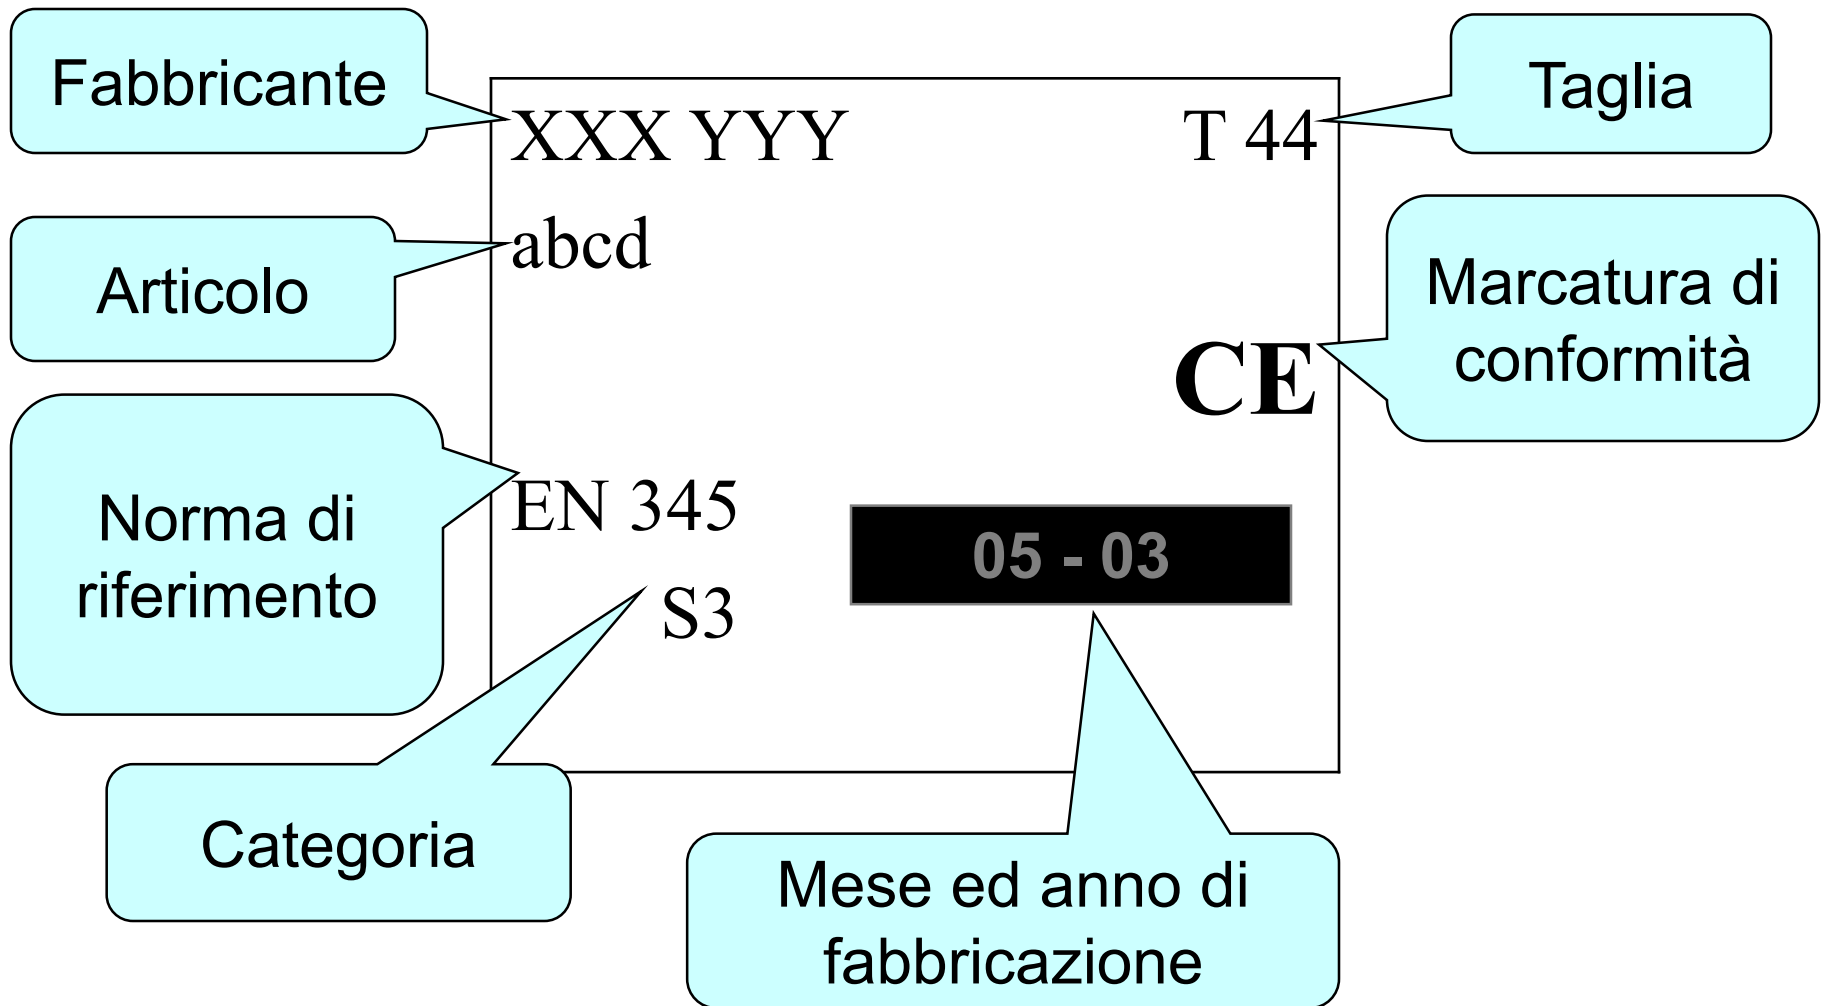 Fabbricante
Taglia
XXX YYY
T 44
abcd
Articolo
Marcatura di
conformità
CE
Norma di
riferimento
EN 345
05 - 03
S3
Categoria
Mese ed anno di
fabbricazione